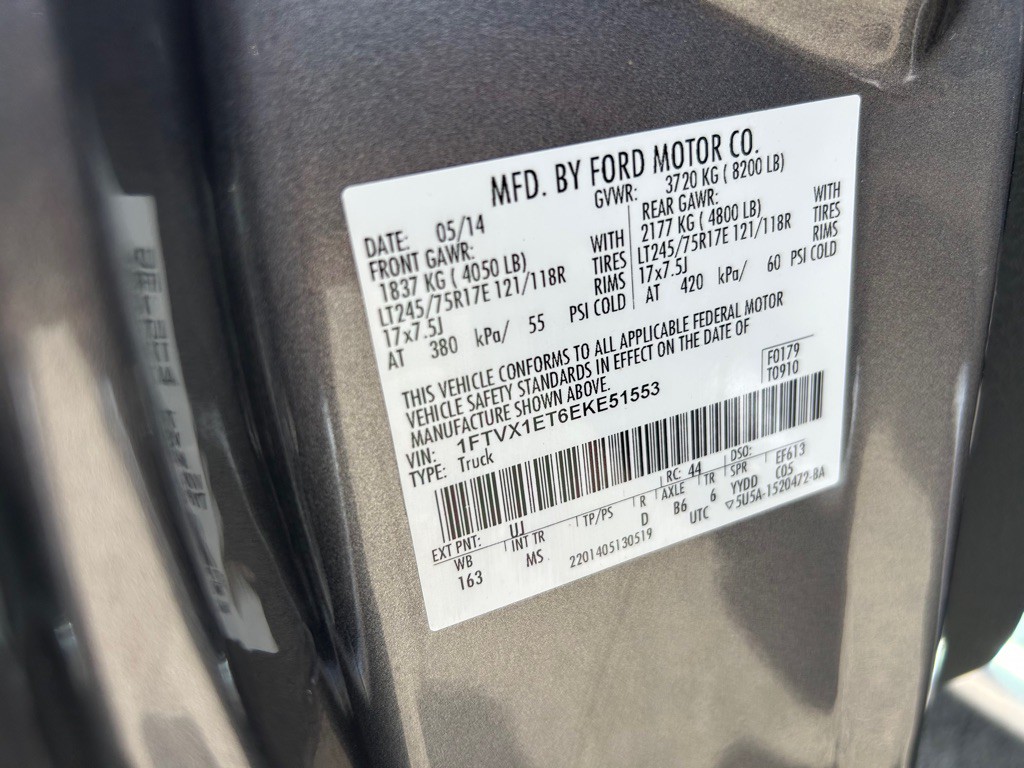 MFD. BY FORD MOTOR CO.
DATE: 05/14 GVWR: 3720 KG ( 8200 LB)
FRONT GAWR: REAR GAWR:
1837 KG ( 4050 LB) WITH 2177 KG ( 4800 LB) WITH
LT245/75R17E 121/118R TIRES LT245/75R17E 121/118R TIRES
17x7.5J RIMS 17x7.5J RIMS
AT 380 kPa/ 55 PSI COLD AT 420 kPa/ 60 PSI COLD
THIS VEHICLE CONFORMS TO ALL APPLICABLE FEDERAL MOTOR
VEHICLE SAFETY STANDARDS IN EFFECT ON THE DATE OF
MANUFACTURE SHOWN ABOVE.
F0179
VIN: 1FTVX1ET6EKE51553 T0910
TYPE: Truck
EXT PNT: UJ RC: 44 DSO: EF613
WB INT TR TP/PS R AXLE TR SPR C05
163 MS D B6 6 YYDD
2201405130519 UTC ▽5U5A-1520472-BA